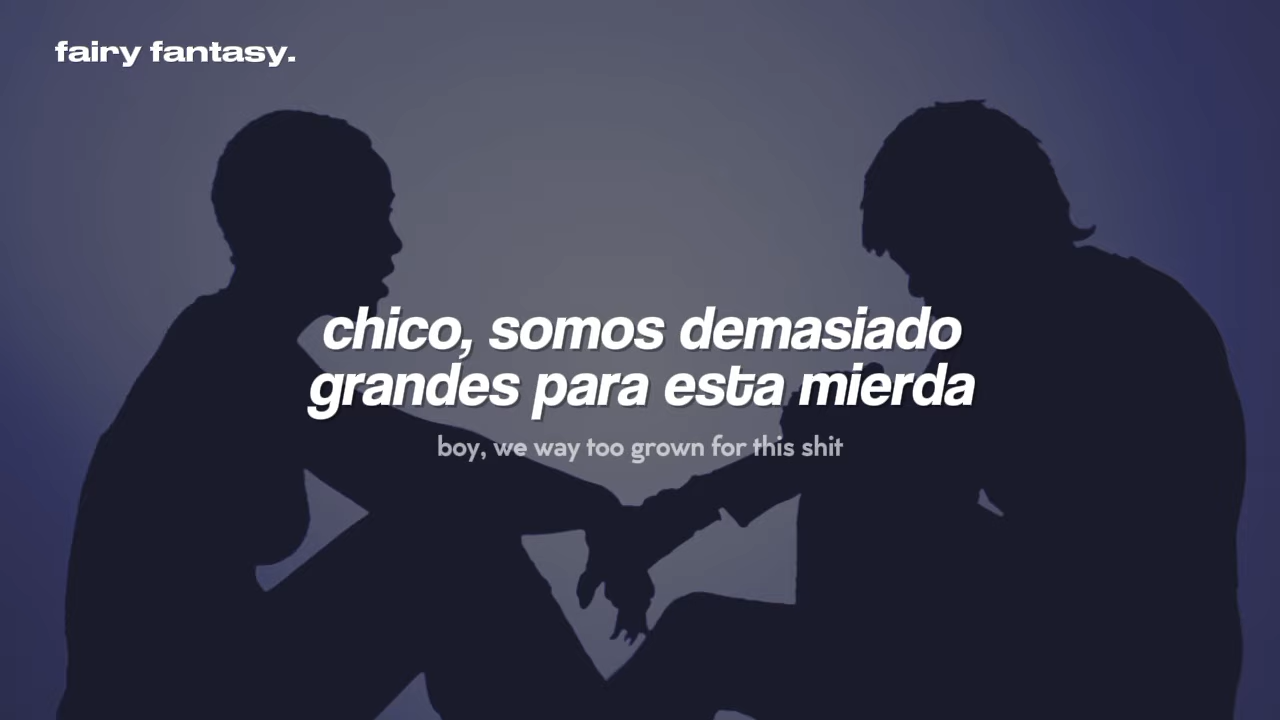 fairy fantasy.
chico, somos demasiado
grandes para esta mierda
boy, we way too grown for this shit